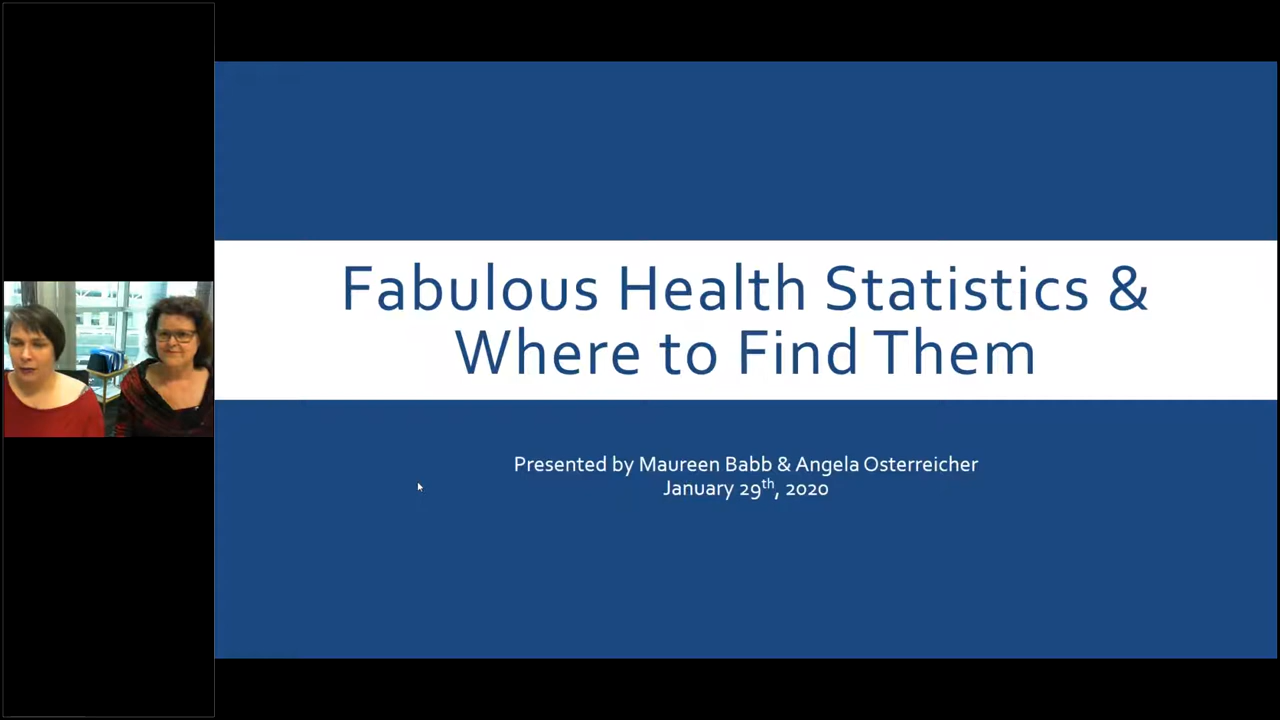 Fabulous Health Statistics &
Where to Find Them
Presented by Maureen Babb & Angela Osterreicher
January 29th, 2020